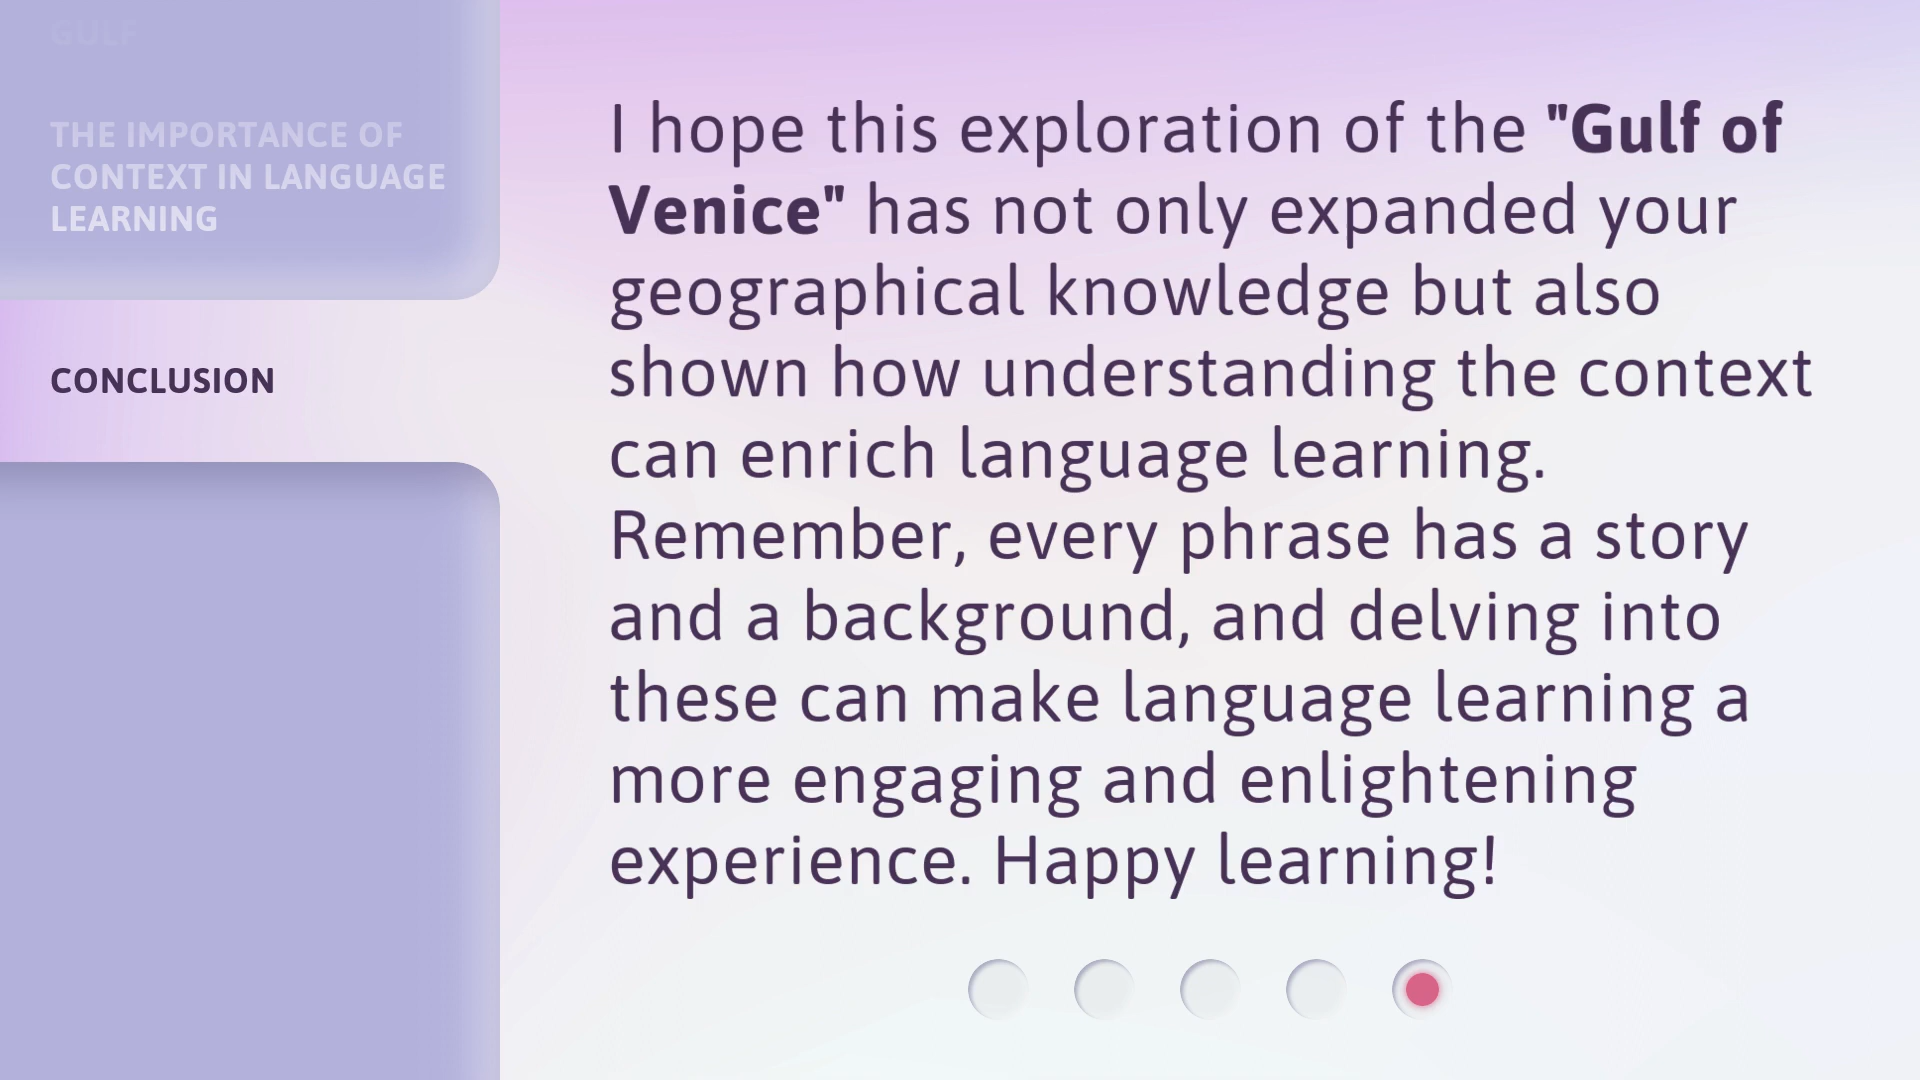 GULF
THE IMPORTANCE OF
CONTEXT IN LANGUAGE
LEARNING
CONCLUSION
I hope this exploration of the "Gulf of
Venice" has not only expanded your
geographical knowledge but also
shown how understanding the context
can enrich language learning.
Remember, every phrase has a story
and a background, and delving into
these can make language learning a
more engaging and enlightening
experience. Happy learning!